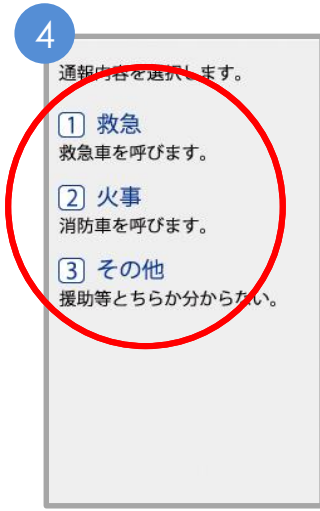 4
通報内容を選択します。
1 救急
救急車を呼びます。
2 火事
消防車を呼びます。
3 その他
援助等とちらか分からない。